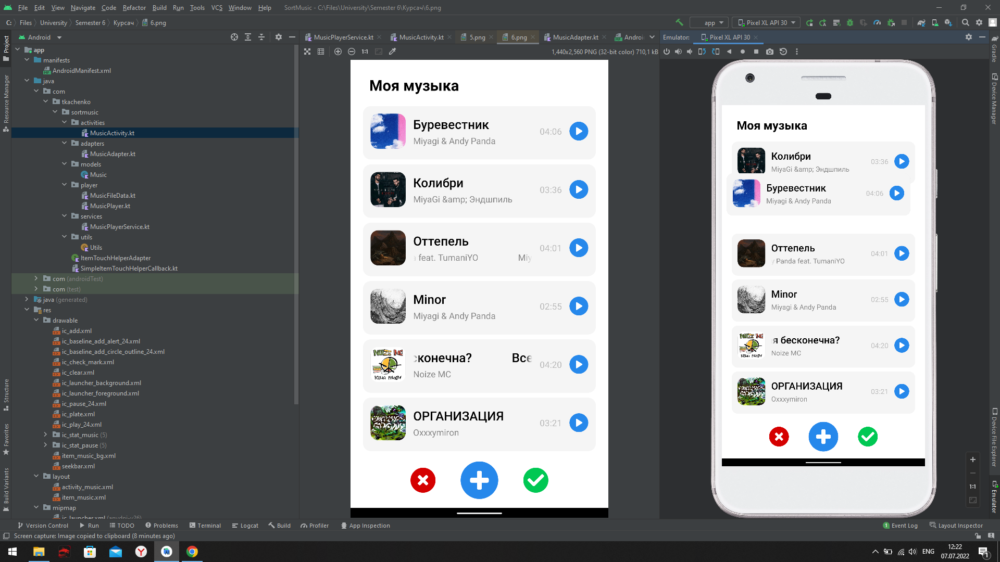 File Edit View Navigate Code Refactor Build Run Tools VCS Window Help SortMusic - C:\Files\University\Semester 6\Курсач\6.png
C: Files University Semester 6 Курсач 6.png
app Pixel XL API 30
Android
MusicPlayerService.kt MusicActivity.kt 5.png 6.png MusicAdapter.kt Androi
Emulator: Pixel XL API 30
1:1 1,440x2,560 PNG (32-bit color) 710,1 kB
Project
Resource Manager
Structure
Favorites
Build Variants
app
manifests
AndroidManifest.xml
java
com
tkachenko
sortmusic
activities
MusicActivity.kt
adapters
MusicAdapter.kt
models
Music
player
MusicFileData.kt
MusicPlayer.kt
services
MusicPlayerService.kt
utils
Utils
ItemTouchHelperAdapter
SimpleItemTouchHelperCallback.kt
com (androidTest)
com (test)
java (generated)
res
drawable
ic_add.xml
ic_baseline_add_alert_24.xml
ic_baseline_add_circle_outline_24.xml
ic_check_mark.xml
ic_clear.xml
ic_launcher_background.xml
ic_launcher_foreground.xml
ic_pause_24.xml
ic_plate.xml
ic_play_24.xml
ic_stat_music (5)
ic_stat_pause (5)
item_music_bg.xml
seekbar.xml
layout
activity_music.xml
item_music.xml
mipmap
ic_launcher.xml (anydpi-v26)
Моя музыка
Буревестник
Miyagi & Andy Panda
04:06
Колибри
MiyaGi &amp; Эндшпиль
03:36
Оттепель
feat. TumaniYO Miy
04:01
Minor
Miyagi & Andy Panda
02:55
NOIZE MC
сконечна? Все
Noize MC
04:20
ОРГАНИЗАЦИЯ
Oxxxymiron
03:21
Моя музыка
Колибри
MiyaGi &amp; Эндшпиль
03:36
Буревестник
Miyagi & Andy Panda
04:06
Оттепель
y Panda feat. TumaniYO
04:01
Minor
Miyagi & Andy Panda
02:55
NOIZE MC
я бесконечна?
Noize MC
04:20
ОРГАНИЗАЦИЯ
Oxxxymiron
03:21
1:1
Gradle
Device Manager
Device File Explorer
Emulator
Version Control Run TODO Problems Terminal Logcat Build Profiler App Inspection 1 Event Log Layout Inspector
Screen capture: Image copied to clipboard (8 minutes ago)
ENG
12:22
07.07.2022
1